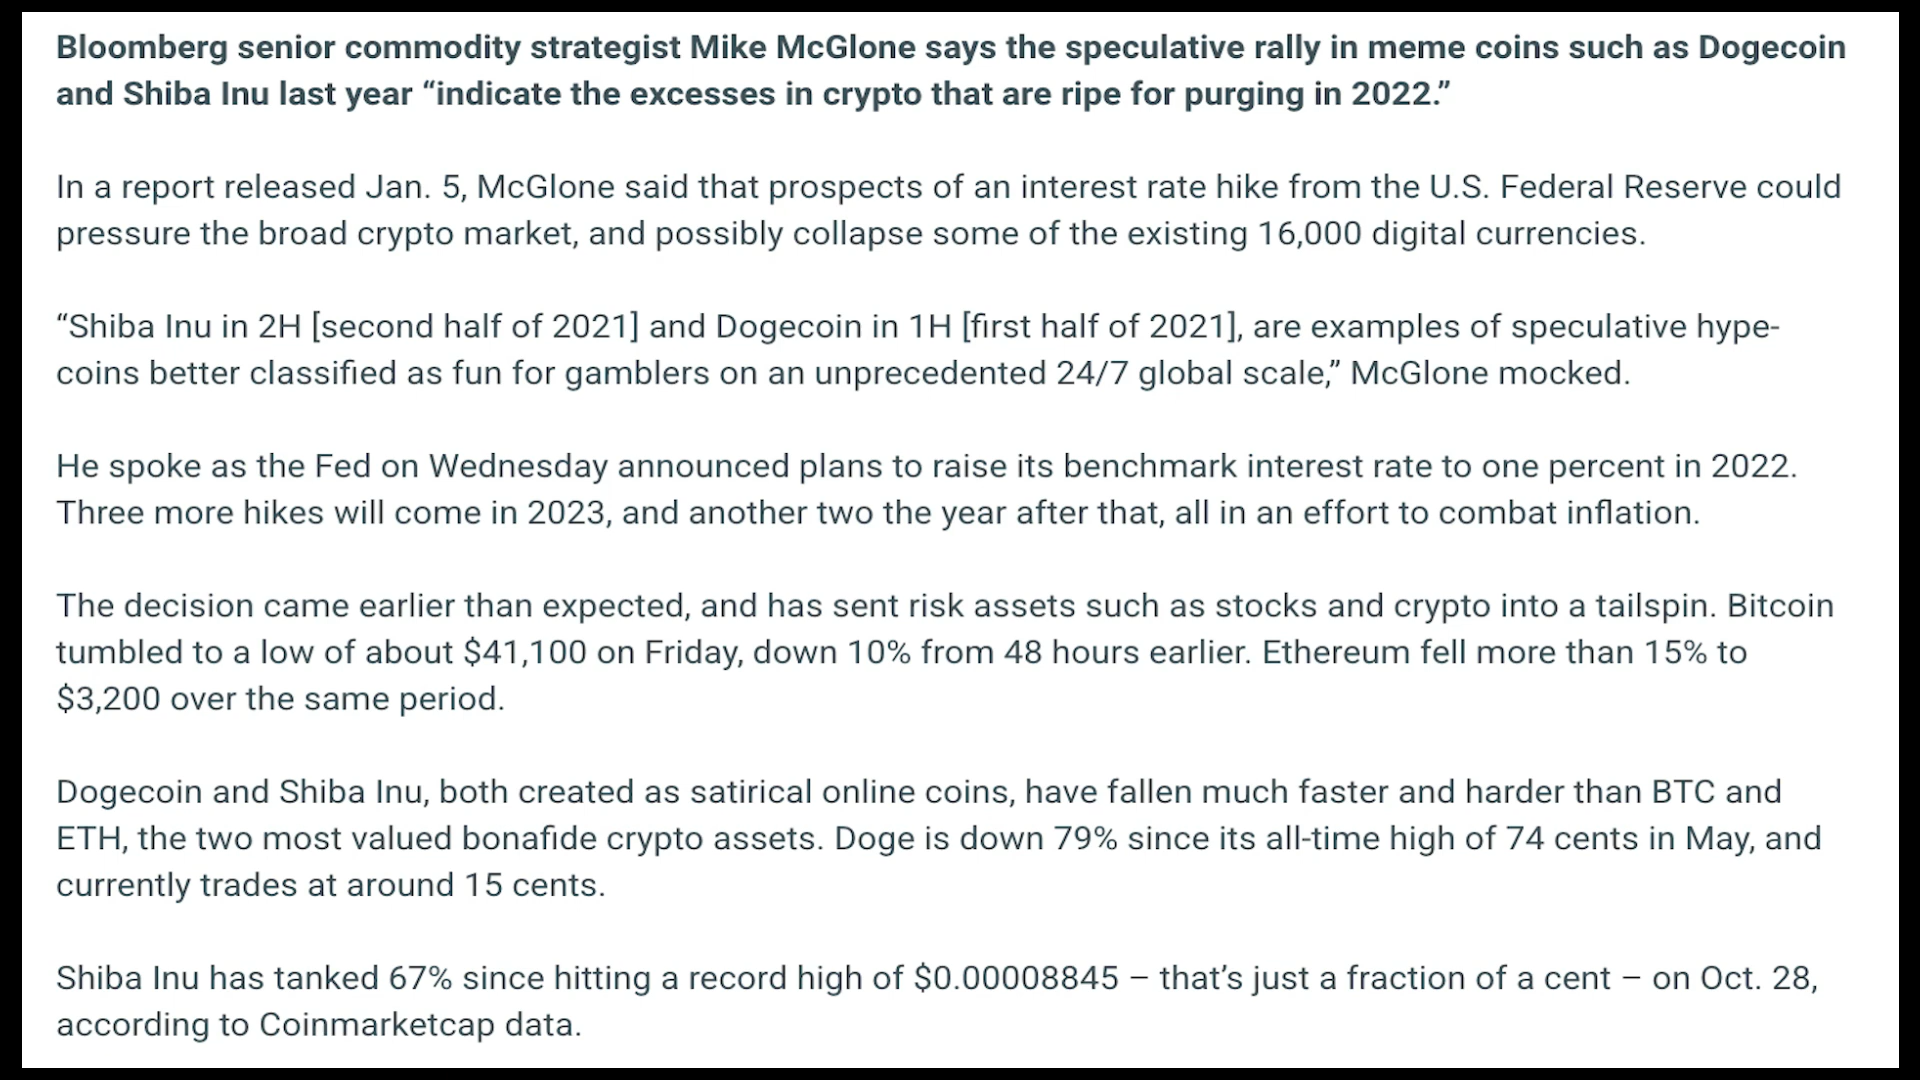 Bloomberg senior commodity strategist Mike McGlone says the speculative rally in meme coins such as Dogecoin
and Shiba Inu last year “indicate the excesses in crypto that are ripe for purging in 2022.”
In a report released Jan. 5, McGlone said that prospects of an interest rate hike from the U.S. Federal Reserve could
pressure the broad crypto market, and possibly collapse some of the existing 16,000 digital currencies.
“Shiba Inu in 2H [second half of 2021] and Dogecoin in 1H [first half of 2021], are examples of speculative hype-
coins better classified as fun for gamblers on an unprecedented 24/7 global scale,” McGlone mocked.
He spoke as the Fed on Wednesday announced plans to raise its benchmark interest rate to one percent in 2022.
Three more hikes will come in 2023, and another two the year after that, all in an effort to combat inflation.
The decision came earlier than expected, and has sent risk assets such as stocks and crypto into a tailspin. Bitcoin
tumbled to a low of about $41,100 on Friday, down 10% from 48 hours earlier. Ethereum fell more than 15% to
$3,200 over the same period.
Dogecoin and Shiba Inu, both created as satirical online coins, have fallen much faster and harder than BTC and
ETH, the two most valued bonafide crypto assets. Doge is down 79% since its all-time high of 74 cents in May, and
currently trades at around 15 cents.
Shiba Inu has tanked 67% since hitting a record high of $0.00008845 – that’s just a fraction of a cent – on Oct. 28,
according to Coinmarketcap data.